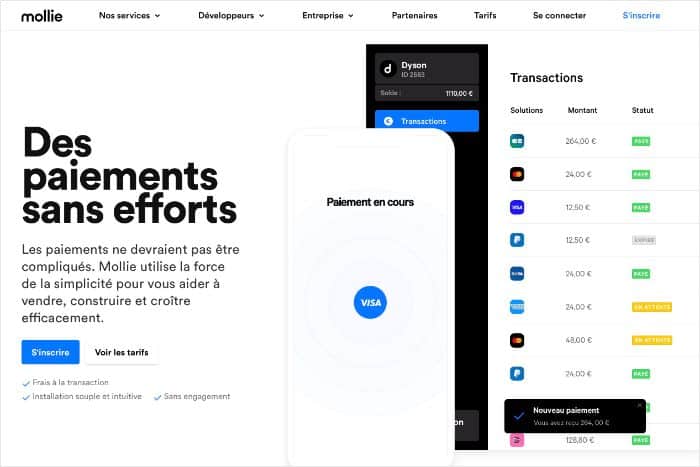 mollie
Nos services
Développeurs
Entreprise
Partenaires
Tarifs
Se connecter
S'inscrire
Des
paiements
sans efforts
Les paiements ne devraient pas être
compliqués. Mollie utilise la force
de la simplicité pour vous aider à
vendre, construire et croître
efficacement.
S'inscrire
Voir les tarifs
Frais à la transaction
Installation souple et intuitive
Sans engagement
Dyson
ID 2583
Solde :
1110,00 €
Transactions
Paiement en cours
VISA
on
Transactions
Solutions Montant Statut
264,00 € PAYÉ
24,00 € PAYÉ
VISA 12,50 € PAYÉ
12,50 € EXPIRÉ
24,00 € PAYÉ
24,00 € EN ATTENTE
48,00 € EN ATTENTE
24,00 € PAYÉ
Nouveau paiement
Vous avez reçu 264, 00 €
128,80 € PAYÉ